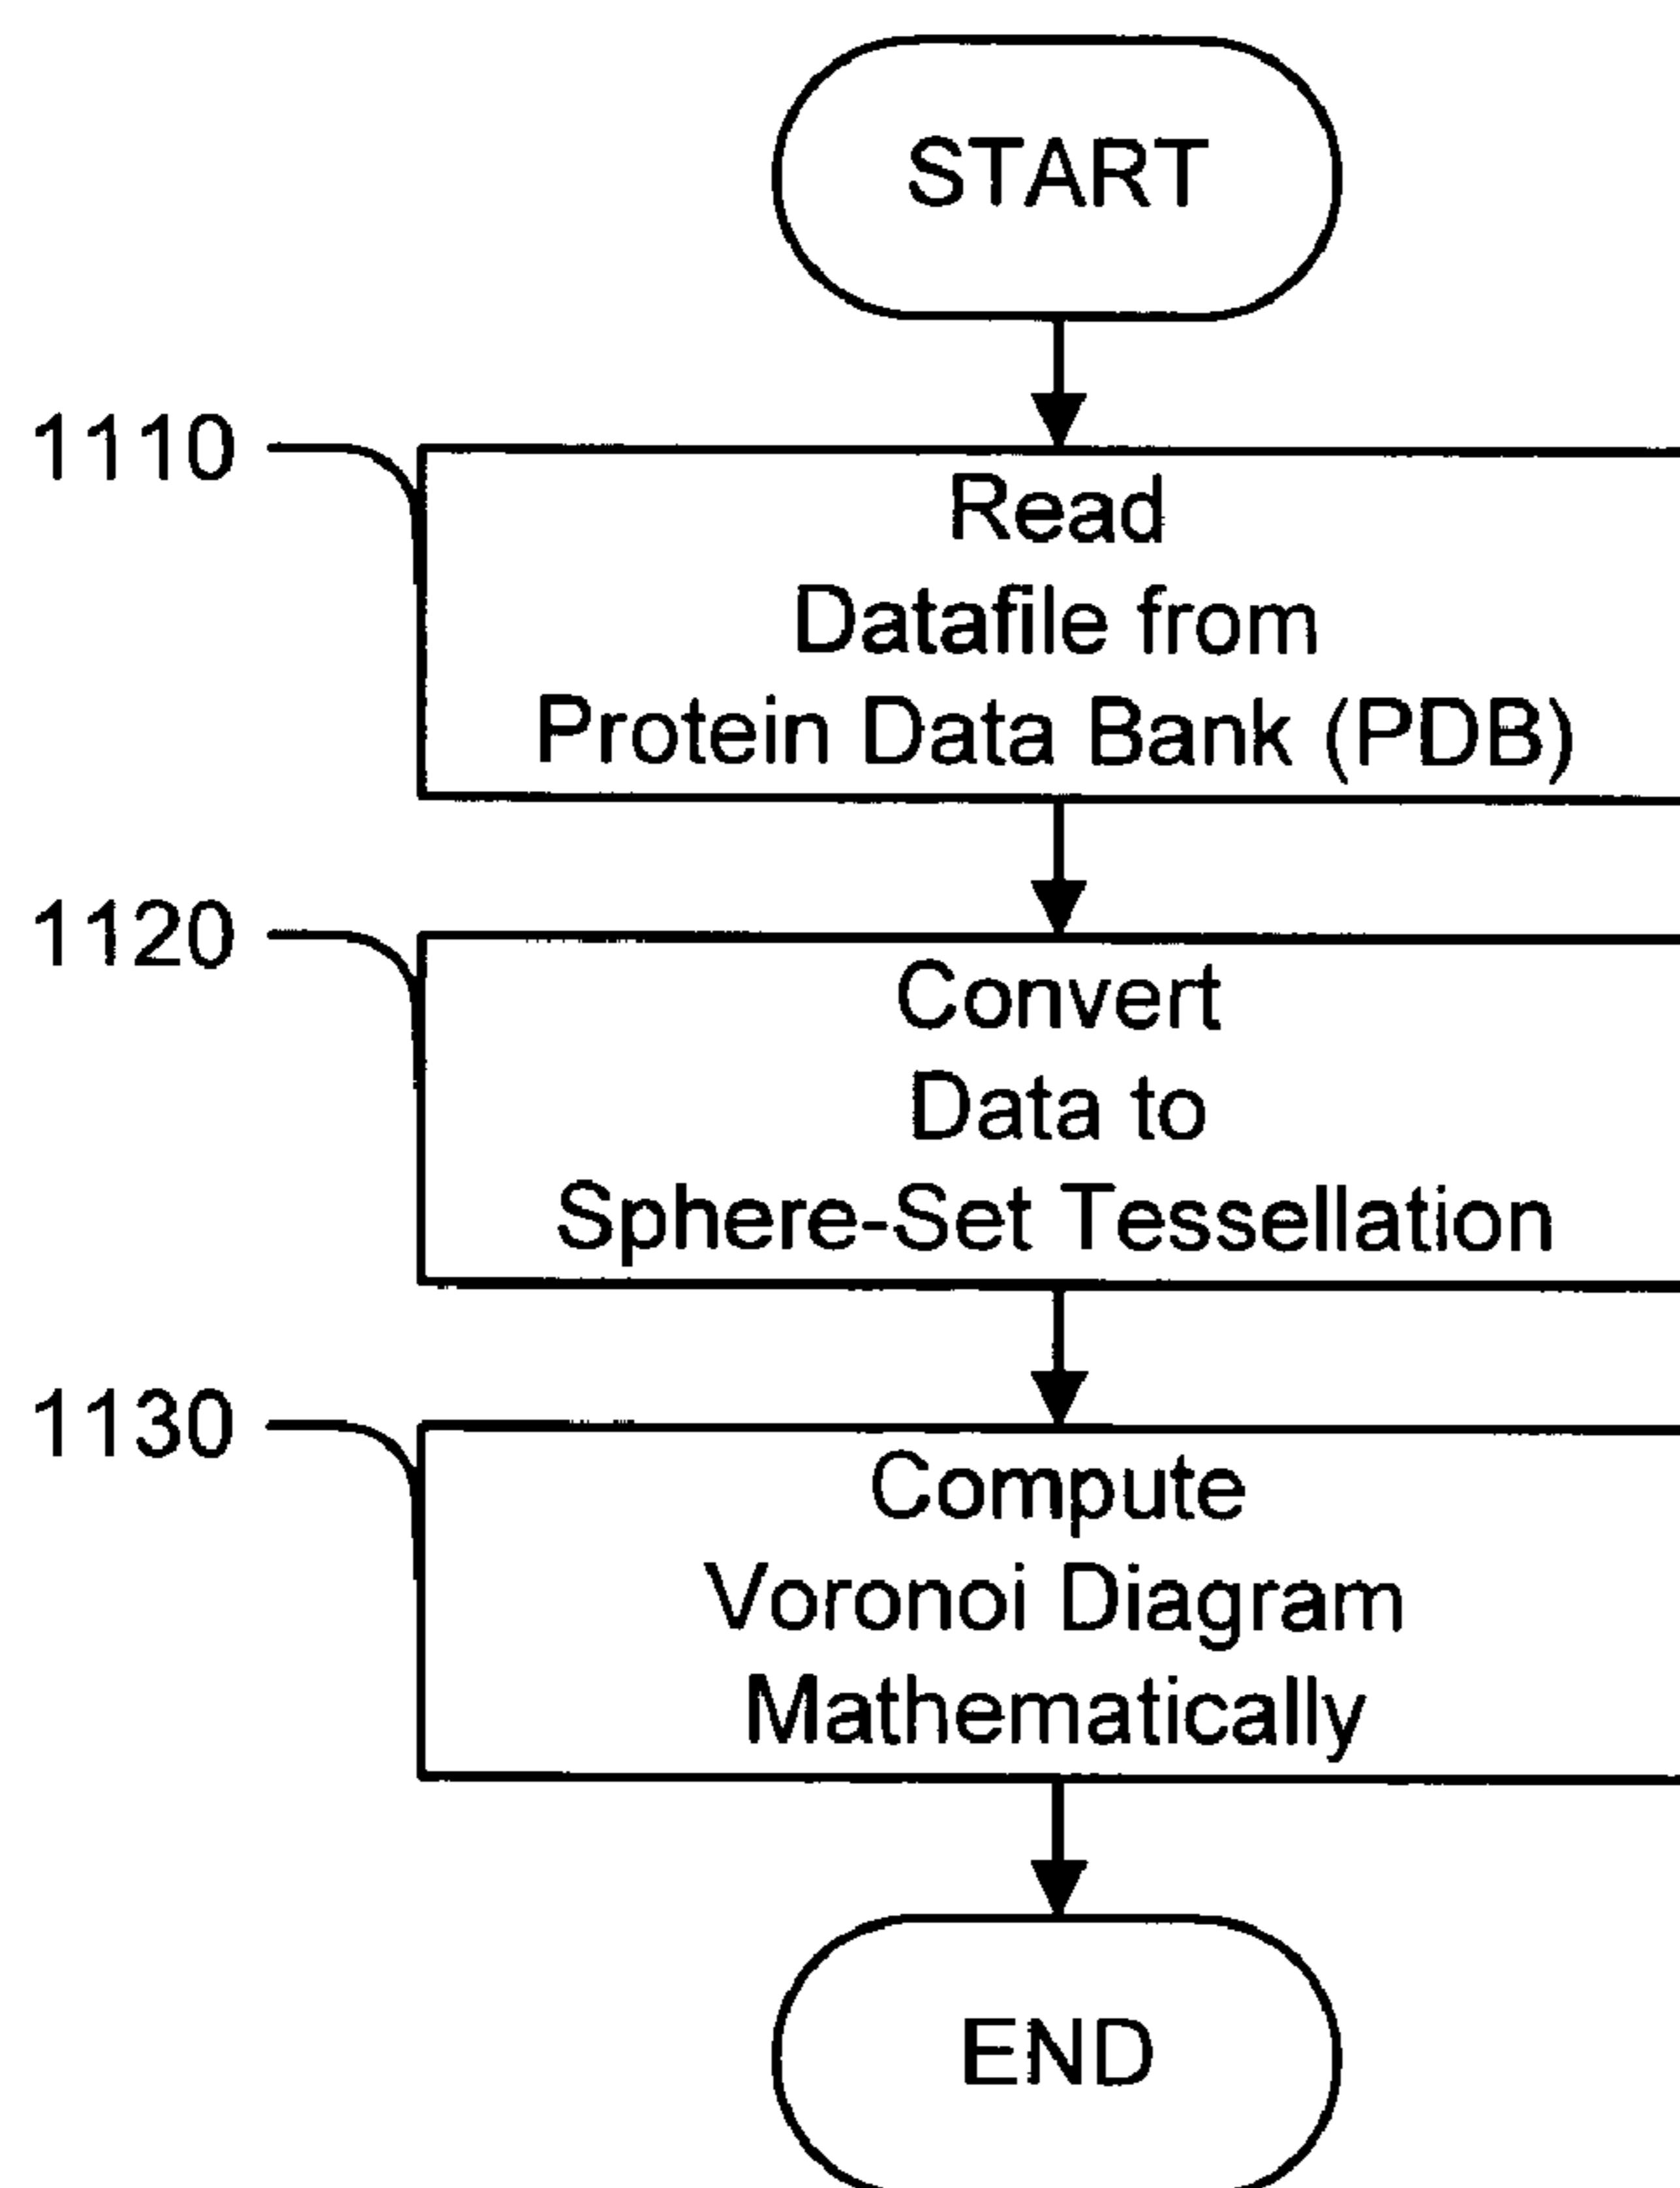 START
1110
Read
Datafile from
Protein Data Bank (PDB)
1120
Convert
Data to
Sphere-Set Tessellation
1130
Compute
Voronoi Diagram
Mathematically
END